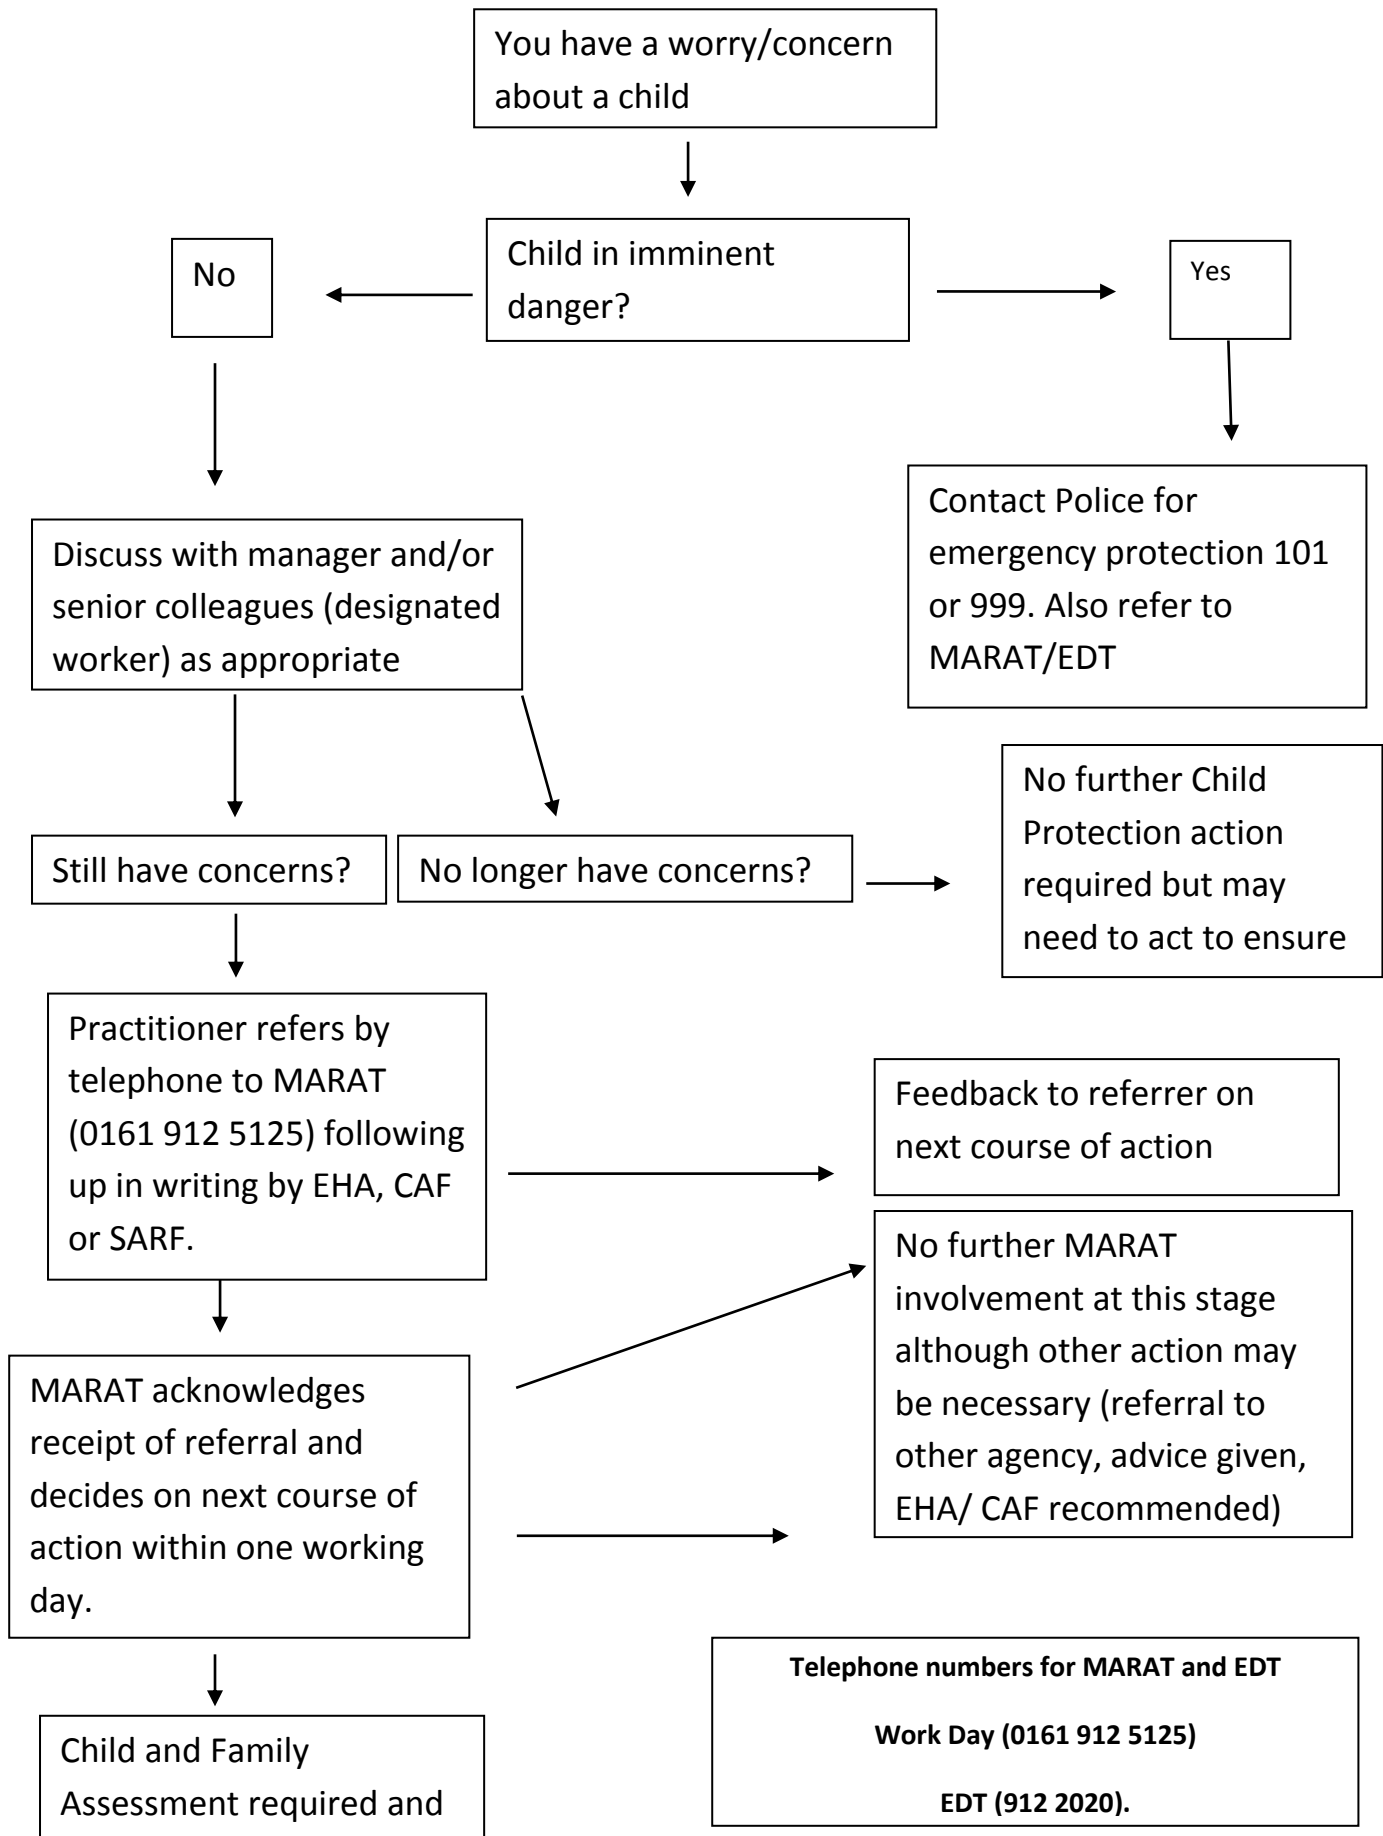 You have a worry/concern
about a child
Child in imminent
danger?
No
Yes
Contact Police for
emergency protection 101
or 999. Also refer to
MARAT/EDT
Discuss with manager and/or
senior colleagues (designated
worker) as appropriate
No further Child
Protection action
required but may
need to act to ensure
Still have concerns?
No longer have concerns?
Practitioner refers by
telephone to MARAT
(0161 912 5125) following
up in writing by EHA, CAF
or SARF.
Feedback to referrer on
next course of action
No further MARAT
involvement at this stage
although other action may
be necessary (referral to
other agency, advice given,
EHA/ CAF recommended)
MARAT acknowledges
receipt of referral and
decides on next course of
action within one working
day.
Telephone numbers for MARAT and EDT
Work Day (0161 912 5125)
EDT (912 2020).
Child and Family
Assessment required and